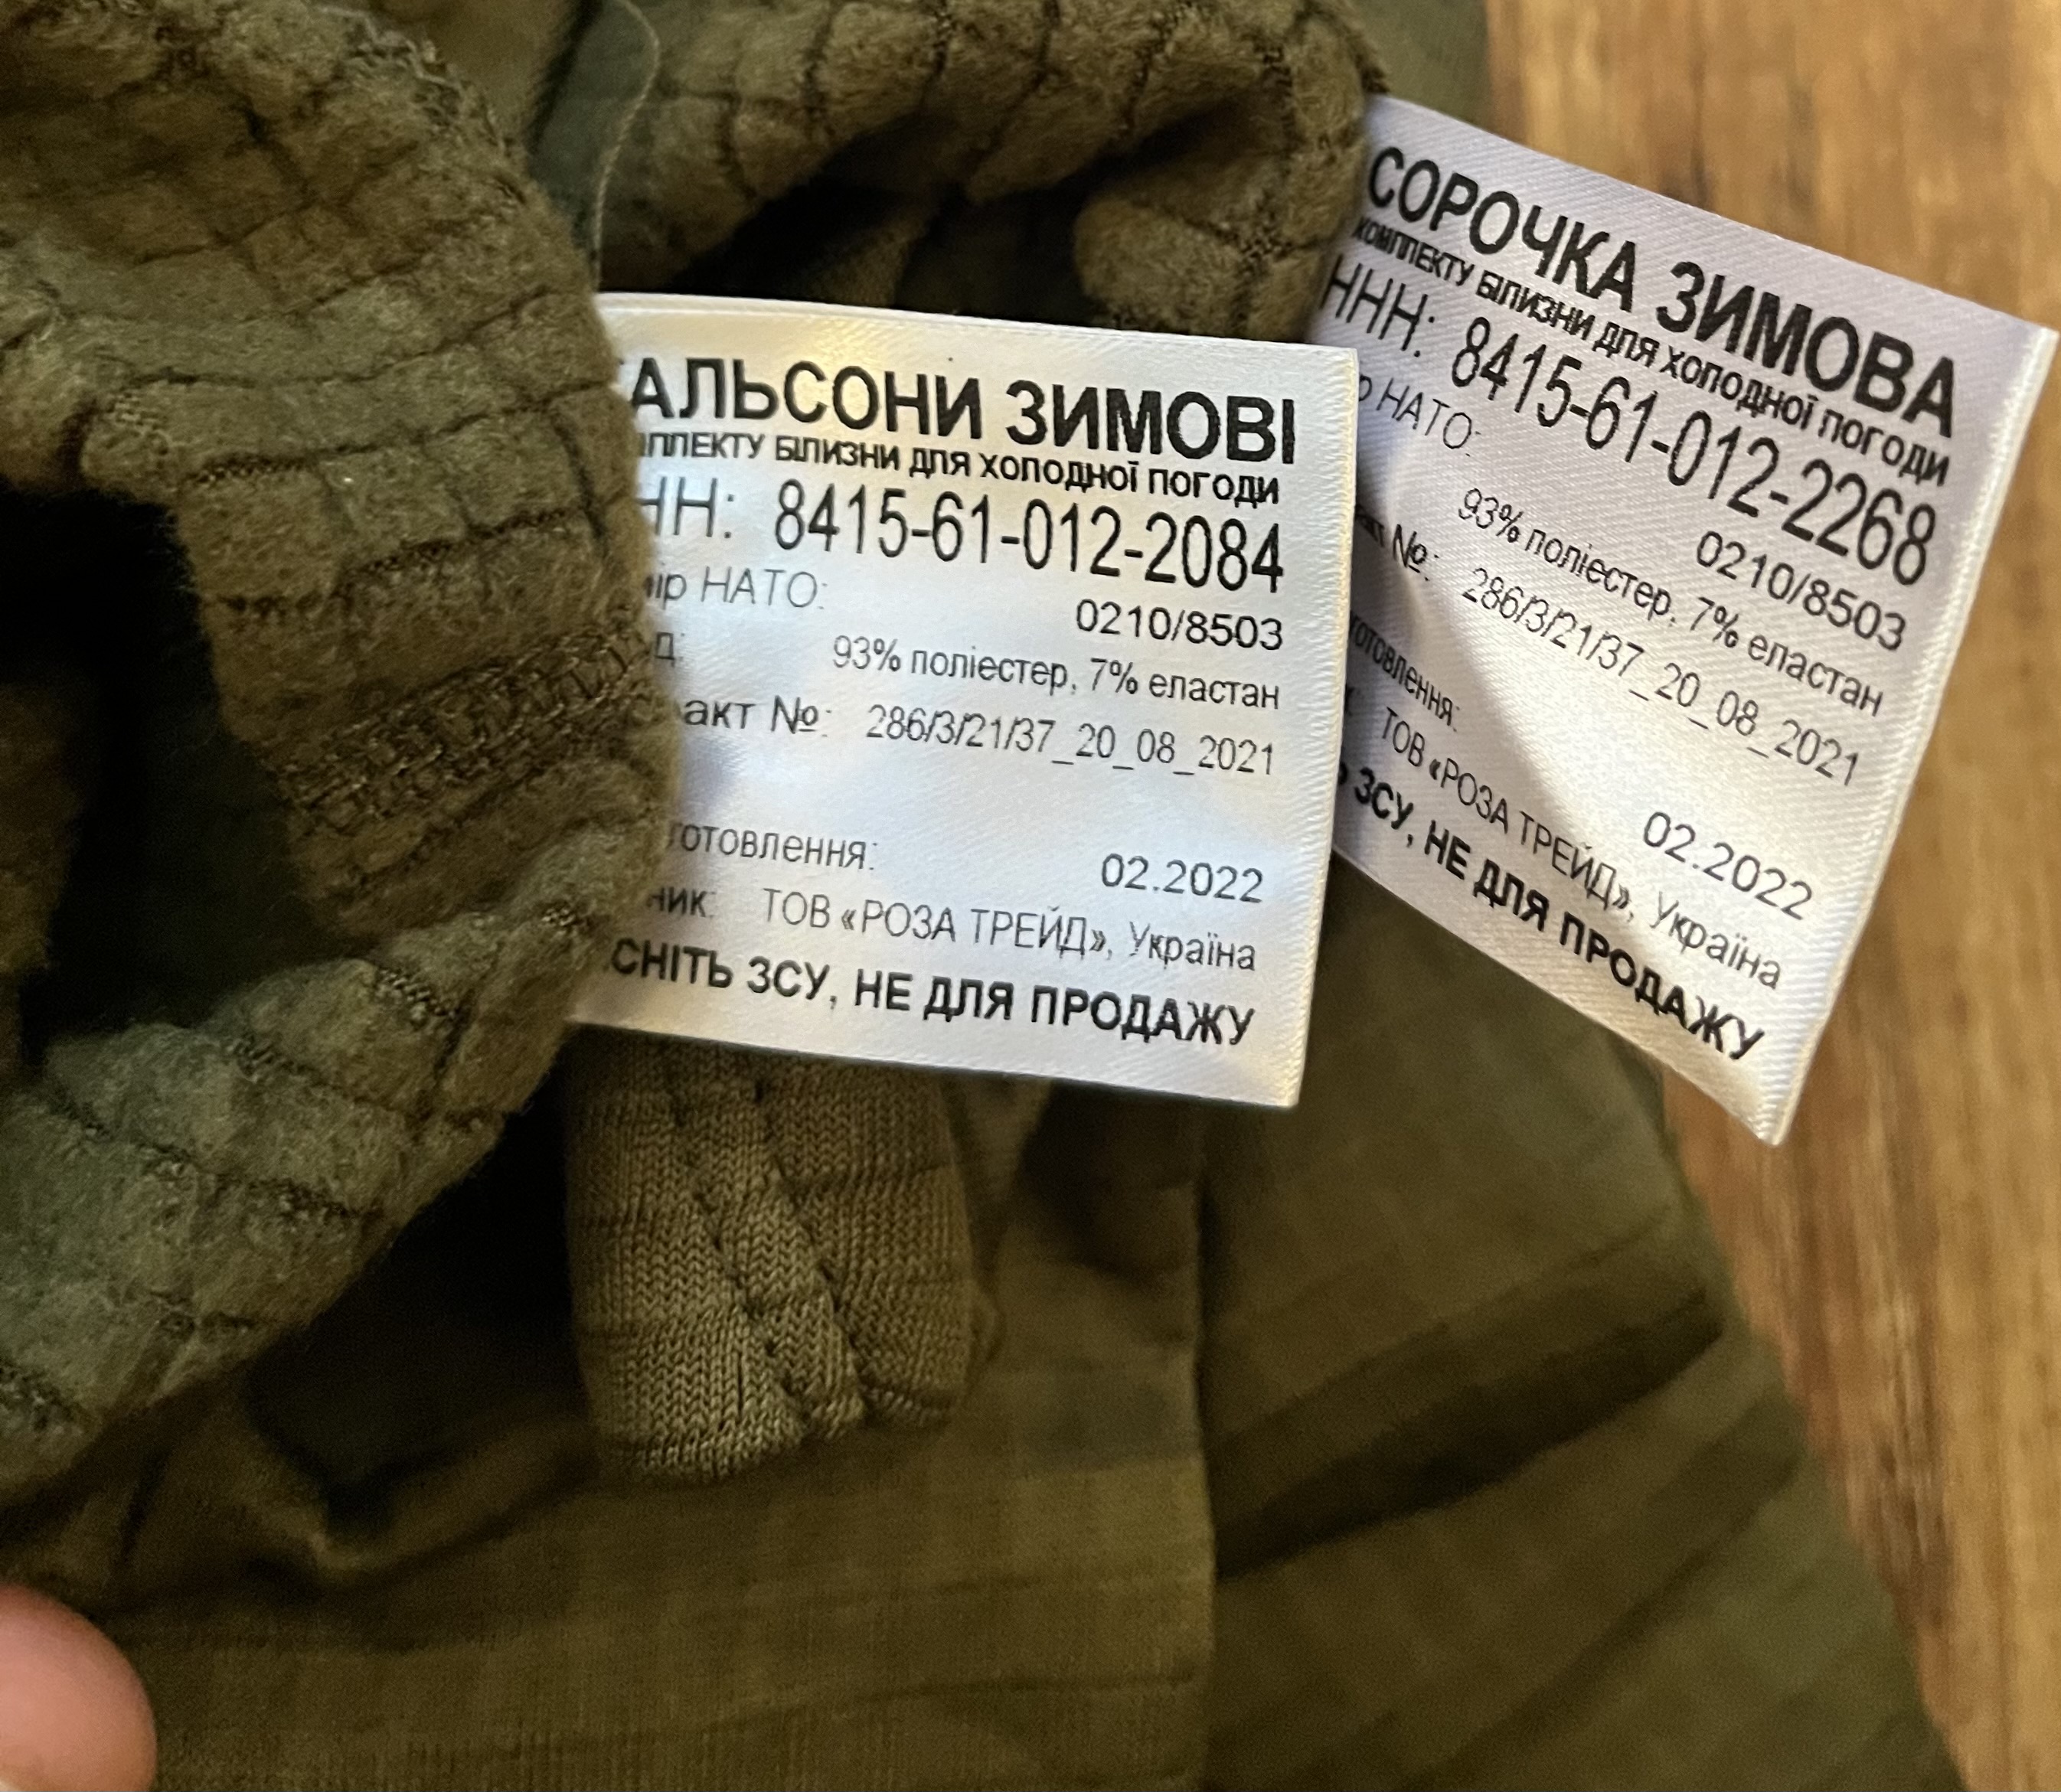 АЛЬСОНИ ЗИМОВІ
БІЛИЗНИ ДЛЯ ХОЛОДНОЇ ПОГОДИ
НН: 8415-61-012-2084
НАТО:
0210/8503
93% поліестер, 7% еластан
акт №: 286/3/21/37_20_08_2021
готовлення: 02.2022
ник: ТОВ «РОЗА ТРЕЙД», Україна
СНІТЬ ЗСУ, НЕ ДЛЯ ПРОДАЖУ
СОРОЧКА ЗИМОВА
КОМПЛЕКТУ БІЛИЗНИ ДЛЯ ХОЛОДНОЇ ПОГОДИ
ННН: 8415-61-012-2268
р НАТО:
0210/8503
93% поліестер, 7% еластан
№: 286/3/21/37_20_08_2021
готовлення: 02.2022
ТОВ «РОЗА ТРЕЙД», Україна
ЗСУ, НЕ ДЛЯ ПРОДАЖУ